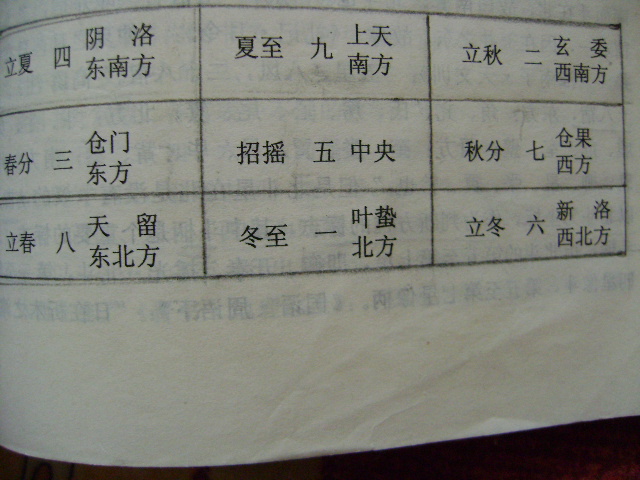 立夏 四 阴洛 东南方
夏至 九 上天 南方
立秋 二 玄委 西南方
春分 三 仓门 东方
招摇 五 中央
秋分 七 仓果 西方
立春 八 天留 东北方
冬至 一 叶蛰 北方
立冬 六 新洛 西北方